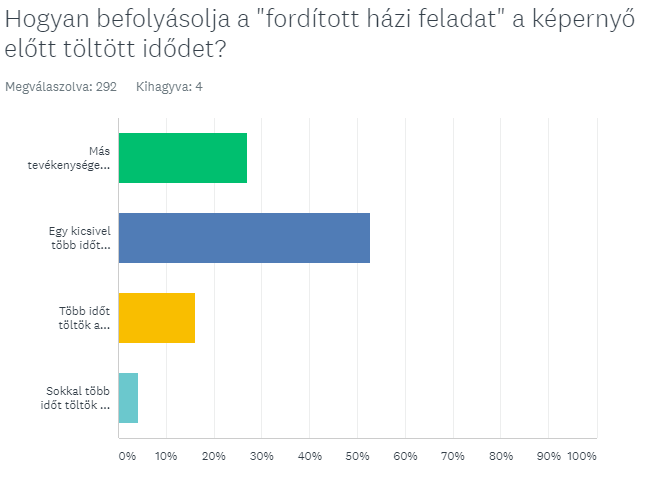 Hogyan befolyásolja a "fordított házi feladat" a képernyő
előtt töltött idődet?
Megválaszolva: 292 Kihagyva: 4
Más
tevékenysége...
Egy kicsivel
több időt...
Több időt
töltök a...
Sokkal több
időt töltök ...
0% 10% 20% 30% 40% 50% 60% 70% 80% 90% 100%